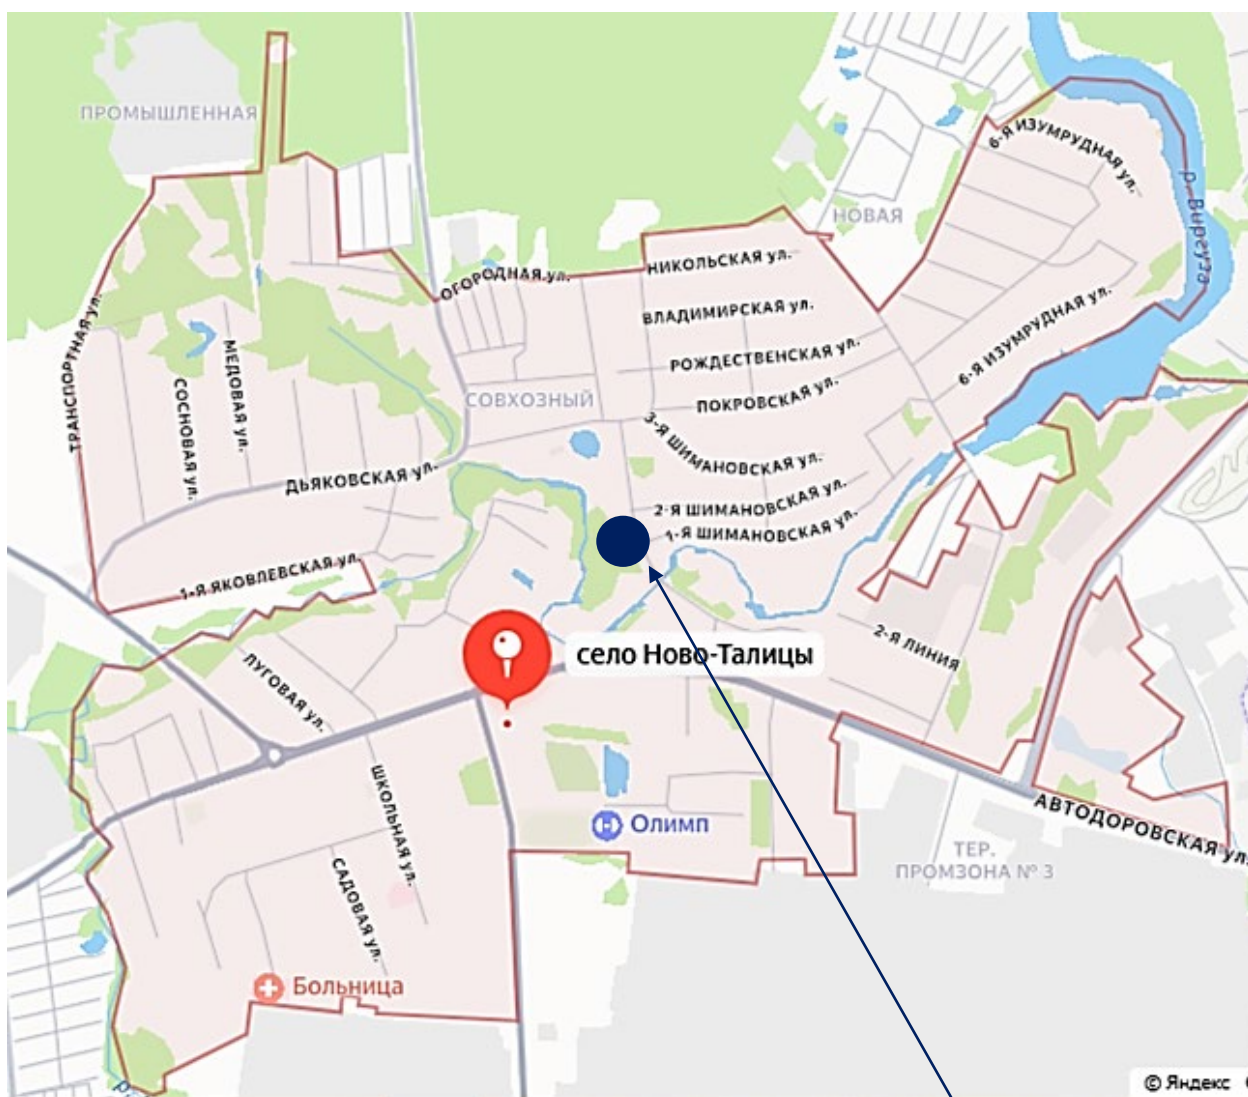 ПРОМЫШЛЕННАЯ
6-Я ИЗУМРУДНАЯ ул.
НОВАЯ
р. Виргуза
НИКОЛЬСКАЯ ул.
ОГОРОДНАЯ ул.
ТРАНСПОРТНАЯ ул.
ВЛАДИМИРСКАЯ ул.
6-Я ИЗУМРУДНАЯ ул.
МЕДОВАЯ ул.
СОСНОВАЯ ул.
РОЖДЕСТВЕНСКАЯ ул.
СОВХОЗНЫЙ
ПОКРОВСКАЯ ул.
3-Я ШИМАНОВСКАЯ ул.
ДЬЯКОВСКАЯ ул.
2-Я ШИМАНОВСКАЯ ул.
1-Я ШИМАНОВСКАЯ ул.
1-Я ЯКОВЛЕВСКАЯ ул.
2-Я ЛИНИЯ
село Ново-Талицы
ЛУГОВАЯ ул.
ШКОЛЬНАЯ ул.
Олимп
АВТОДОРОВСКАЯ ул.
ТЕР.
ПРОМЗОНА № 3
САДОВАЯ ул.
Больница
© Яндекс